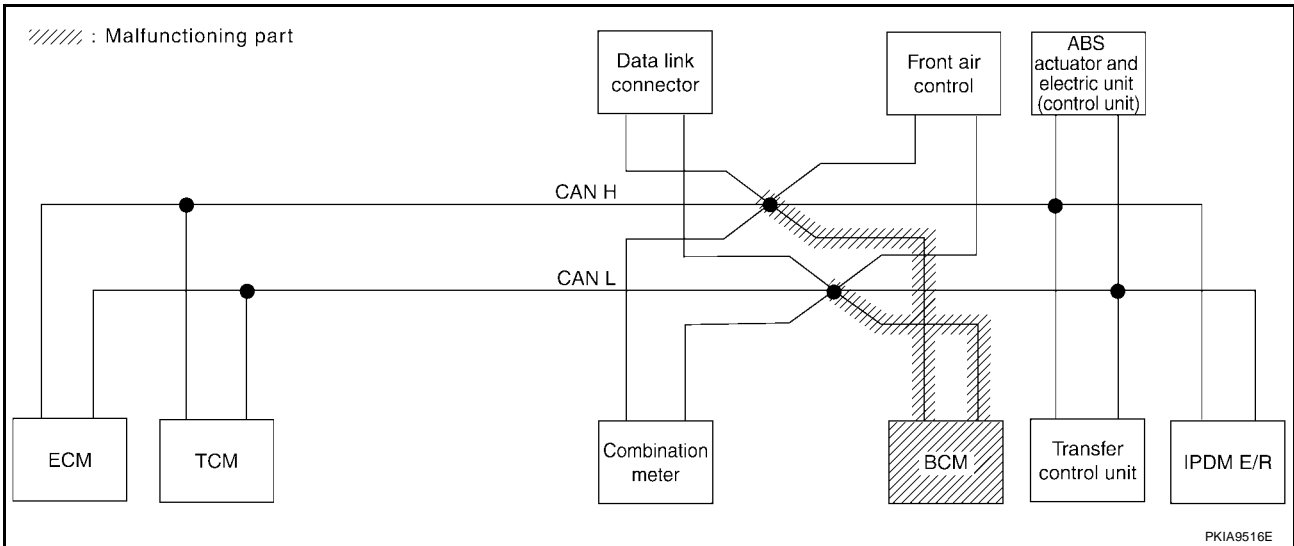 : Malfunctioning part
Data link
connector
Front air
control
ABS
actuator and
electric unit
(control unit)
CAN H
CAN L
ECM
TCM
Combination
meter
BCM
Transfer
control unit
IPDM E/R
PKIA9516E